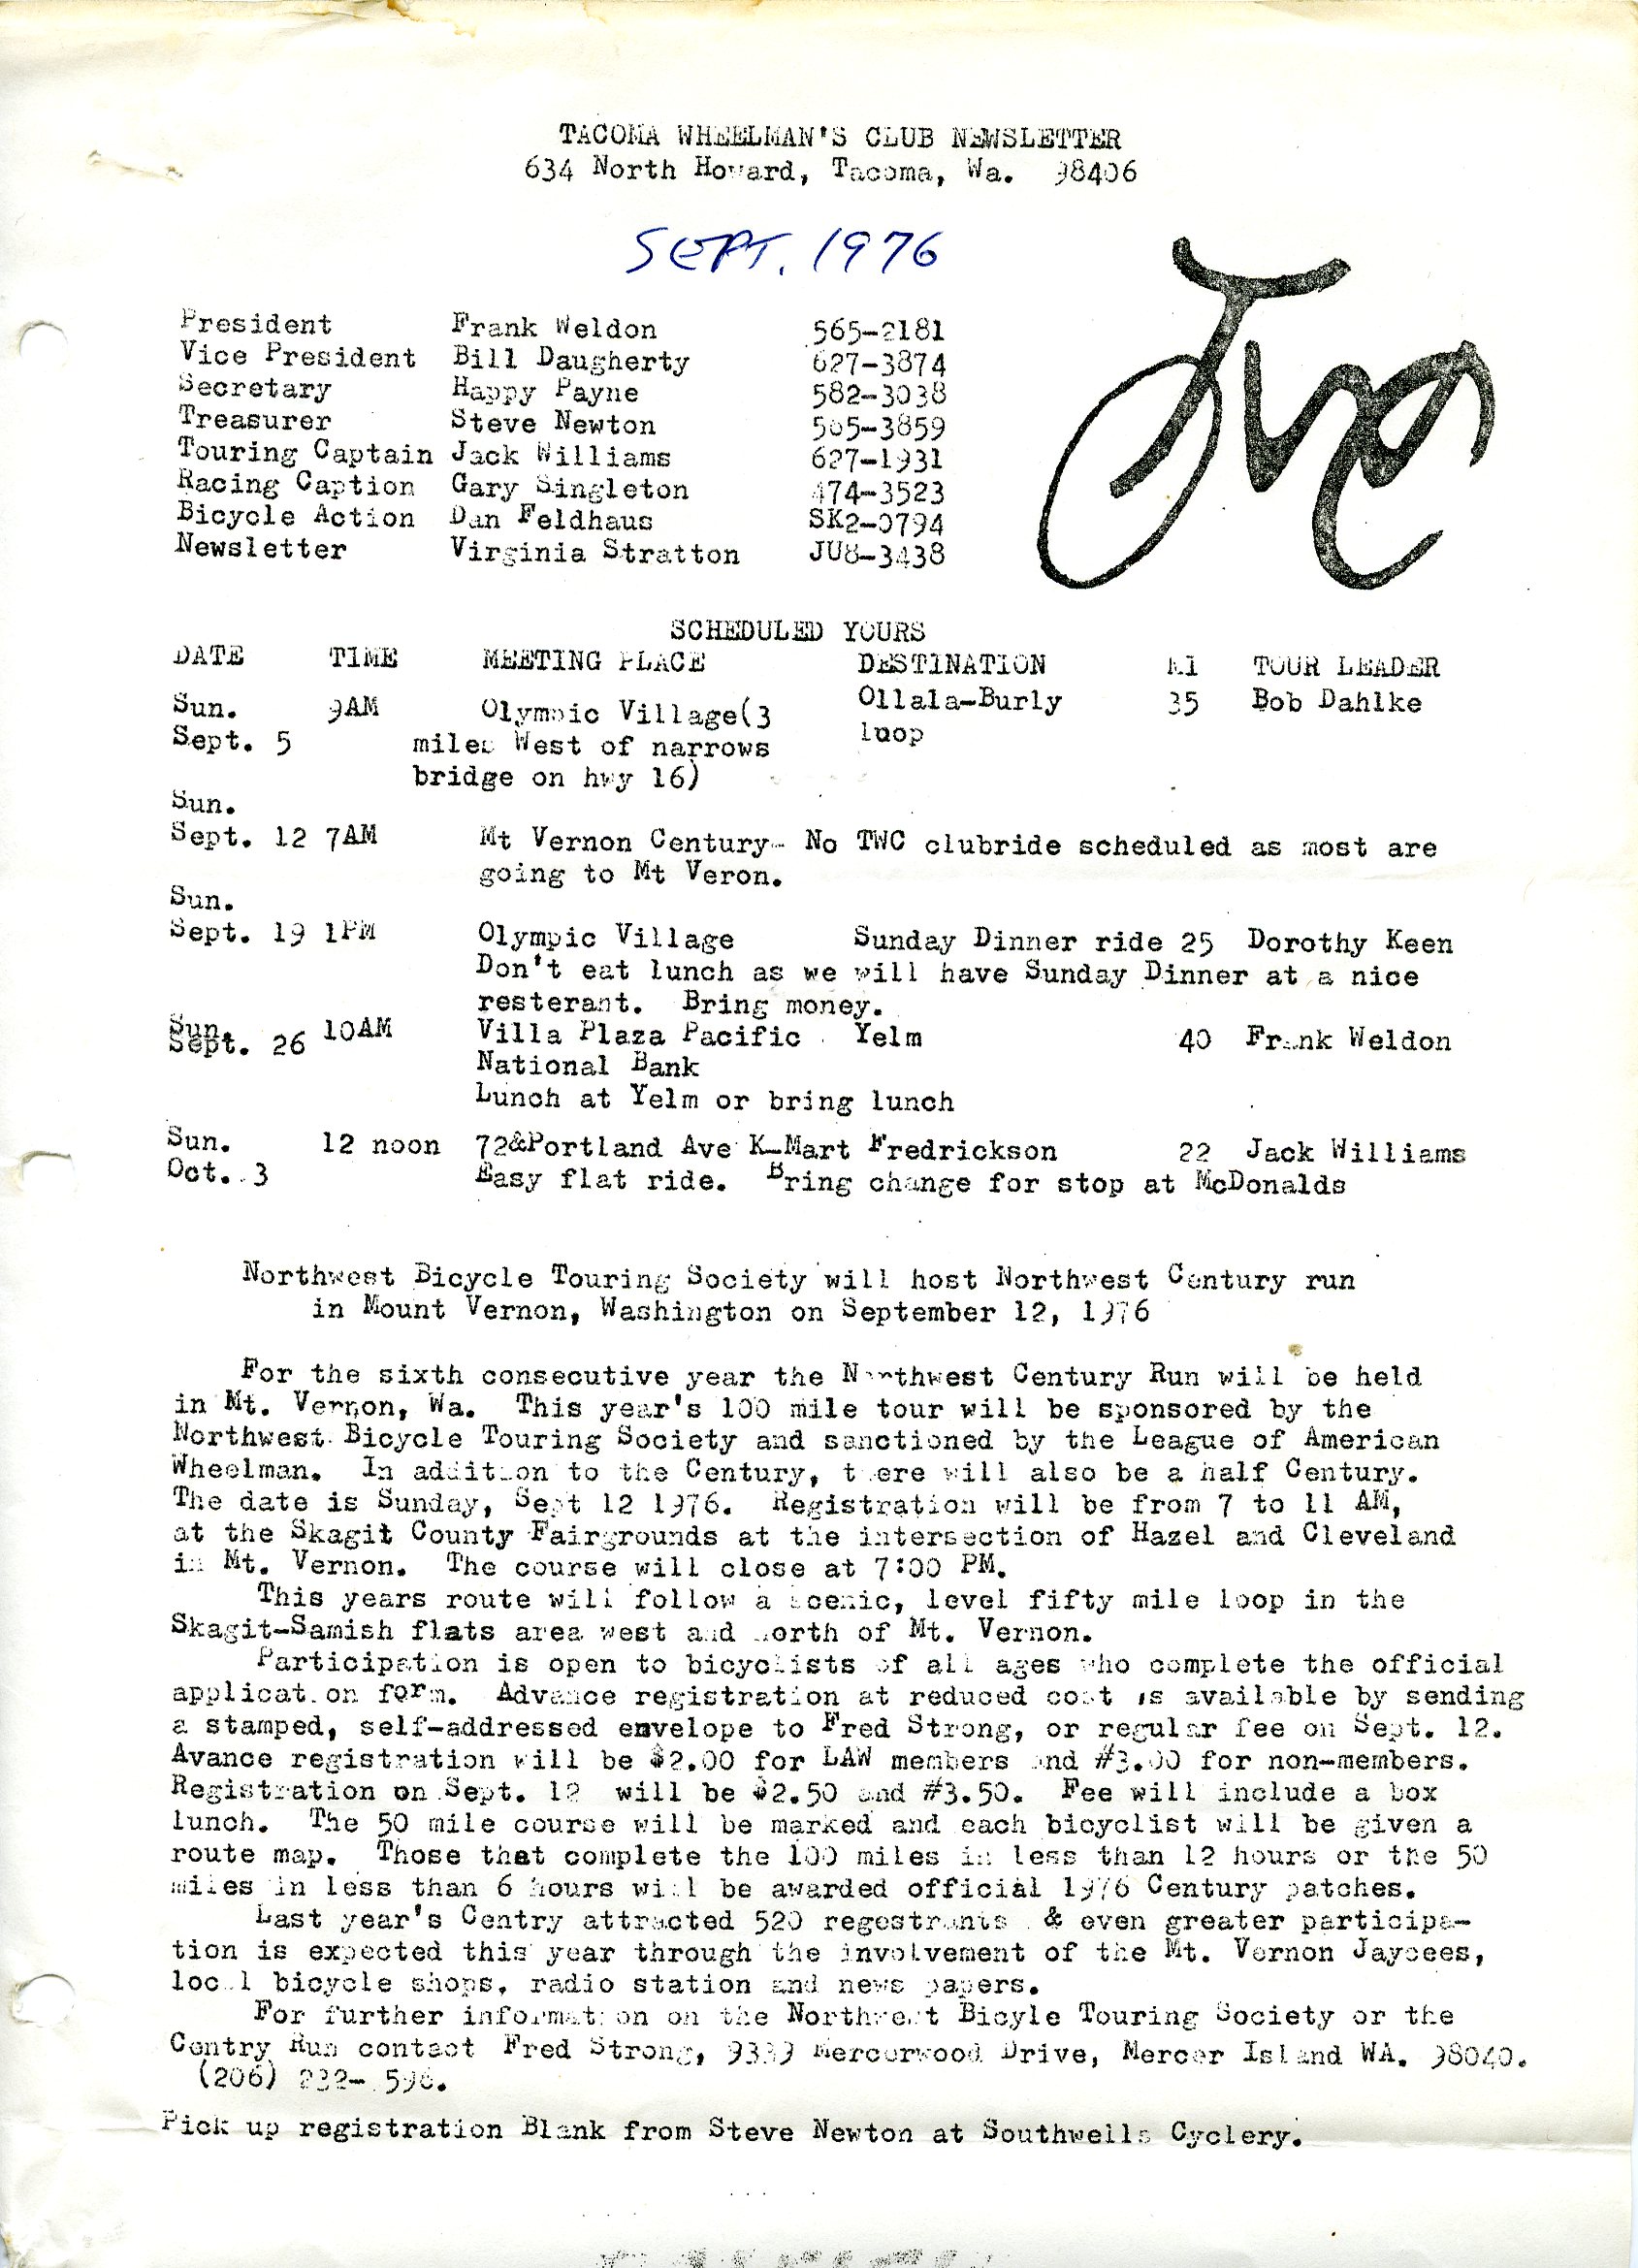 TACOMA WHEELMAN'S CLUB NEWSLETTER
634 North Howard, Tacoma, Wa. 98406
SEPT. 1976
TWC
President Frank Weldon 565-2181
Vice President Bill Daugherty 627-3874
Secretary Happy Payne 582-3038
Treasurer Steve Newton 565-3859
Touring Captain Jack Williams 627-1931
Racing Caption Gary Singleton 474-3523
Bicycle Action Dan Feldhaus SK2-0794
Newsletter Virginia Stratton JU8-3438
SCHEDULED YOURS
DATE TIME MEETING PLACE DESTINATION Mi TOUR LEADER
Sun. 9AM Olympic Village(3 Ollala-Burly 35 Bob Dahlke
Sept. 5 miles West of narrows loop
bridge on hwy 16)
Sun.
Sept. 12 7AM Mt Vernon Century- No TWC clubride scheduled as most are
going to Mt Veron.
Sun.
Sept. 19 1PM Olympic Village Sunday Dinner ride 25 Dorothy Keen
Don't eat lunch as we will have Sunday Dinner at a nice
resterant. Bring money.
Sun. 10AM Villa Plaza Pacific Yelm 40 Frank Weldon
Sept. 26 National Bank
Lunch at Yelm or bring lunch
Sun. 12 noon 72&Portland Ave K-Mart Fredrickson 22 Jack Williams
Oct. 3 Easy flat ride. Bring change for stop at McDonalds
Northwest Bicycle Touring Society will host Northwest Century run
in Mount Vernon, Washington on September 12, 1976
For the sixth consecutive year the Northwest Century Run will be held
in Mt. Vernon, Wa. This year's 100 mile tour will be sponsored by the
Northwest Bicycle Touring Society and sanctioned by the League of American
Wheelman. In addition to the Century, there will also be a half Century.
The date is Sunday, Sept 12 1976. Registration will be from 7 to 11 AM,
at the Skagit County Fairgrounds at the intersection of Hazel and Cleveland
in Mt. Vernon. The course will close at 7:00 PM.
This years route will follow a scenic, level fifty mile loop in the
Skagit-Samish flats area west and north of Mt. Vernon.
Participation is open to bicyclists of all ages who complete the official
application form. Advance registration at reduced cost is available by sending
a stamped, self-addressed envelope to Fred Strong, or regular fee on Sept. 12.
Avance registration will be $2.00 for LAW members and #3.00 for non-members.
Registration on Sept. 12 will be $2.50 and #3.50. Fee will include a box
lunch. The 50 mile course will be marked and each bicyclist will be given a
route map. Those that complete the 100 miles in less than 12 hours or the 50
miles in less than 6 hours will be awarded official 1976 Century patches.
Last year's Centry attracted 520 regestrants & even greater participa-
tion is expected this year through the involvement of the Mt. Vernon Jaycees,
local bicycle shops, radio station and news papers.
For further information on the Northwest Bicyle Touring Society or the
Centry Run contact Fred Strong, 9339 Mercerwood Drive, Mercer Island WA. 98040.
(206)
Pick up registration Blank from Steve Newton at Southwells Cyclery.